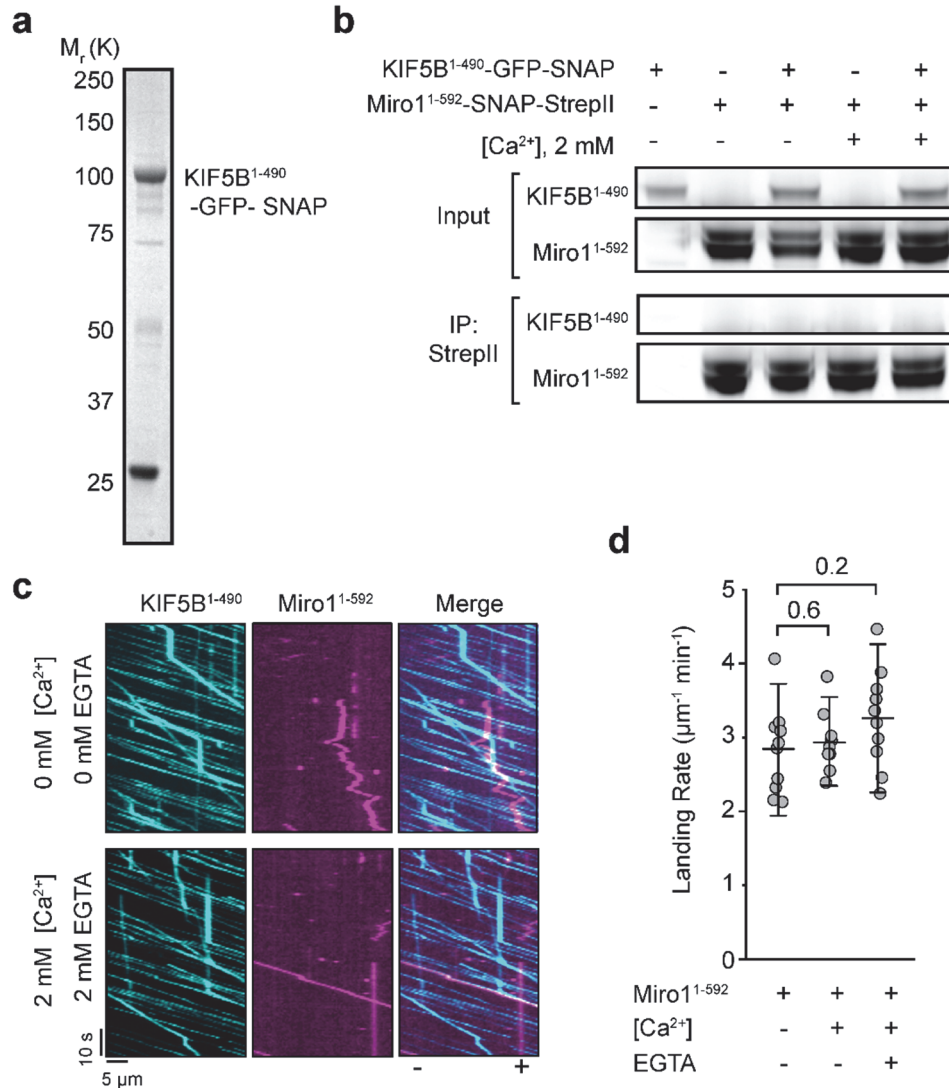 a
Mr (K)
250
150
100
75
50
37
25
KIF5B1-490
-GFP- SNAP
b
KIF5B1-490-GFP-SNAP + - + - +
Miro11-592-SNAP-StrepII - + + + +
[Ca2+], 2 mM - - - + +
Input
KIF5B1-490
Miro11-592
IP:
StrepII
KIF5B1-490
Miro11-592
c
KIF5B1-490 Miro11-592 Merge
0 mM [Ca2+]
0 mM EGTA
2 mM [Ca2+]
2 mM EGTA
10 s
5 µm
- +
d
0.2
0.6
Landing Rate (µm-1 min-1)
5
4
3
2
1
0
Miro11-592 + + +
[Ca2+] - + +
EGTA - - +